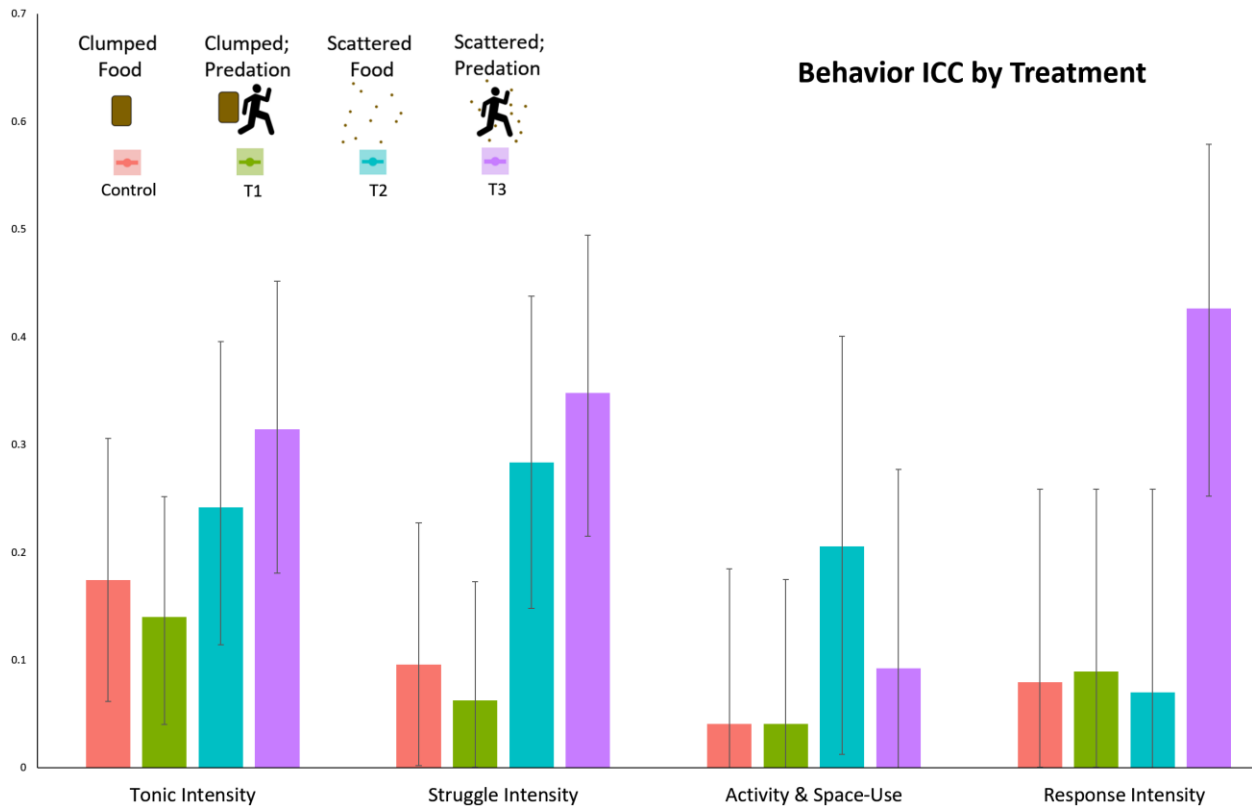 Behavior ICC by Treatment
Clumped
Food
Clumped;
Predation
Scattered
Food
Scattered;
Predation
Control
T1
T2
T3
0.7
0.6
0.5
0.4
0.3
0.2
0.1
0
Tonic Intensity
Struggle Intensity
Activity & Space-Use
Response Intensity